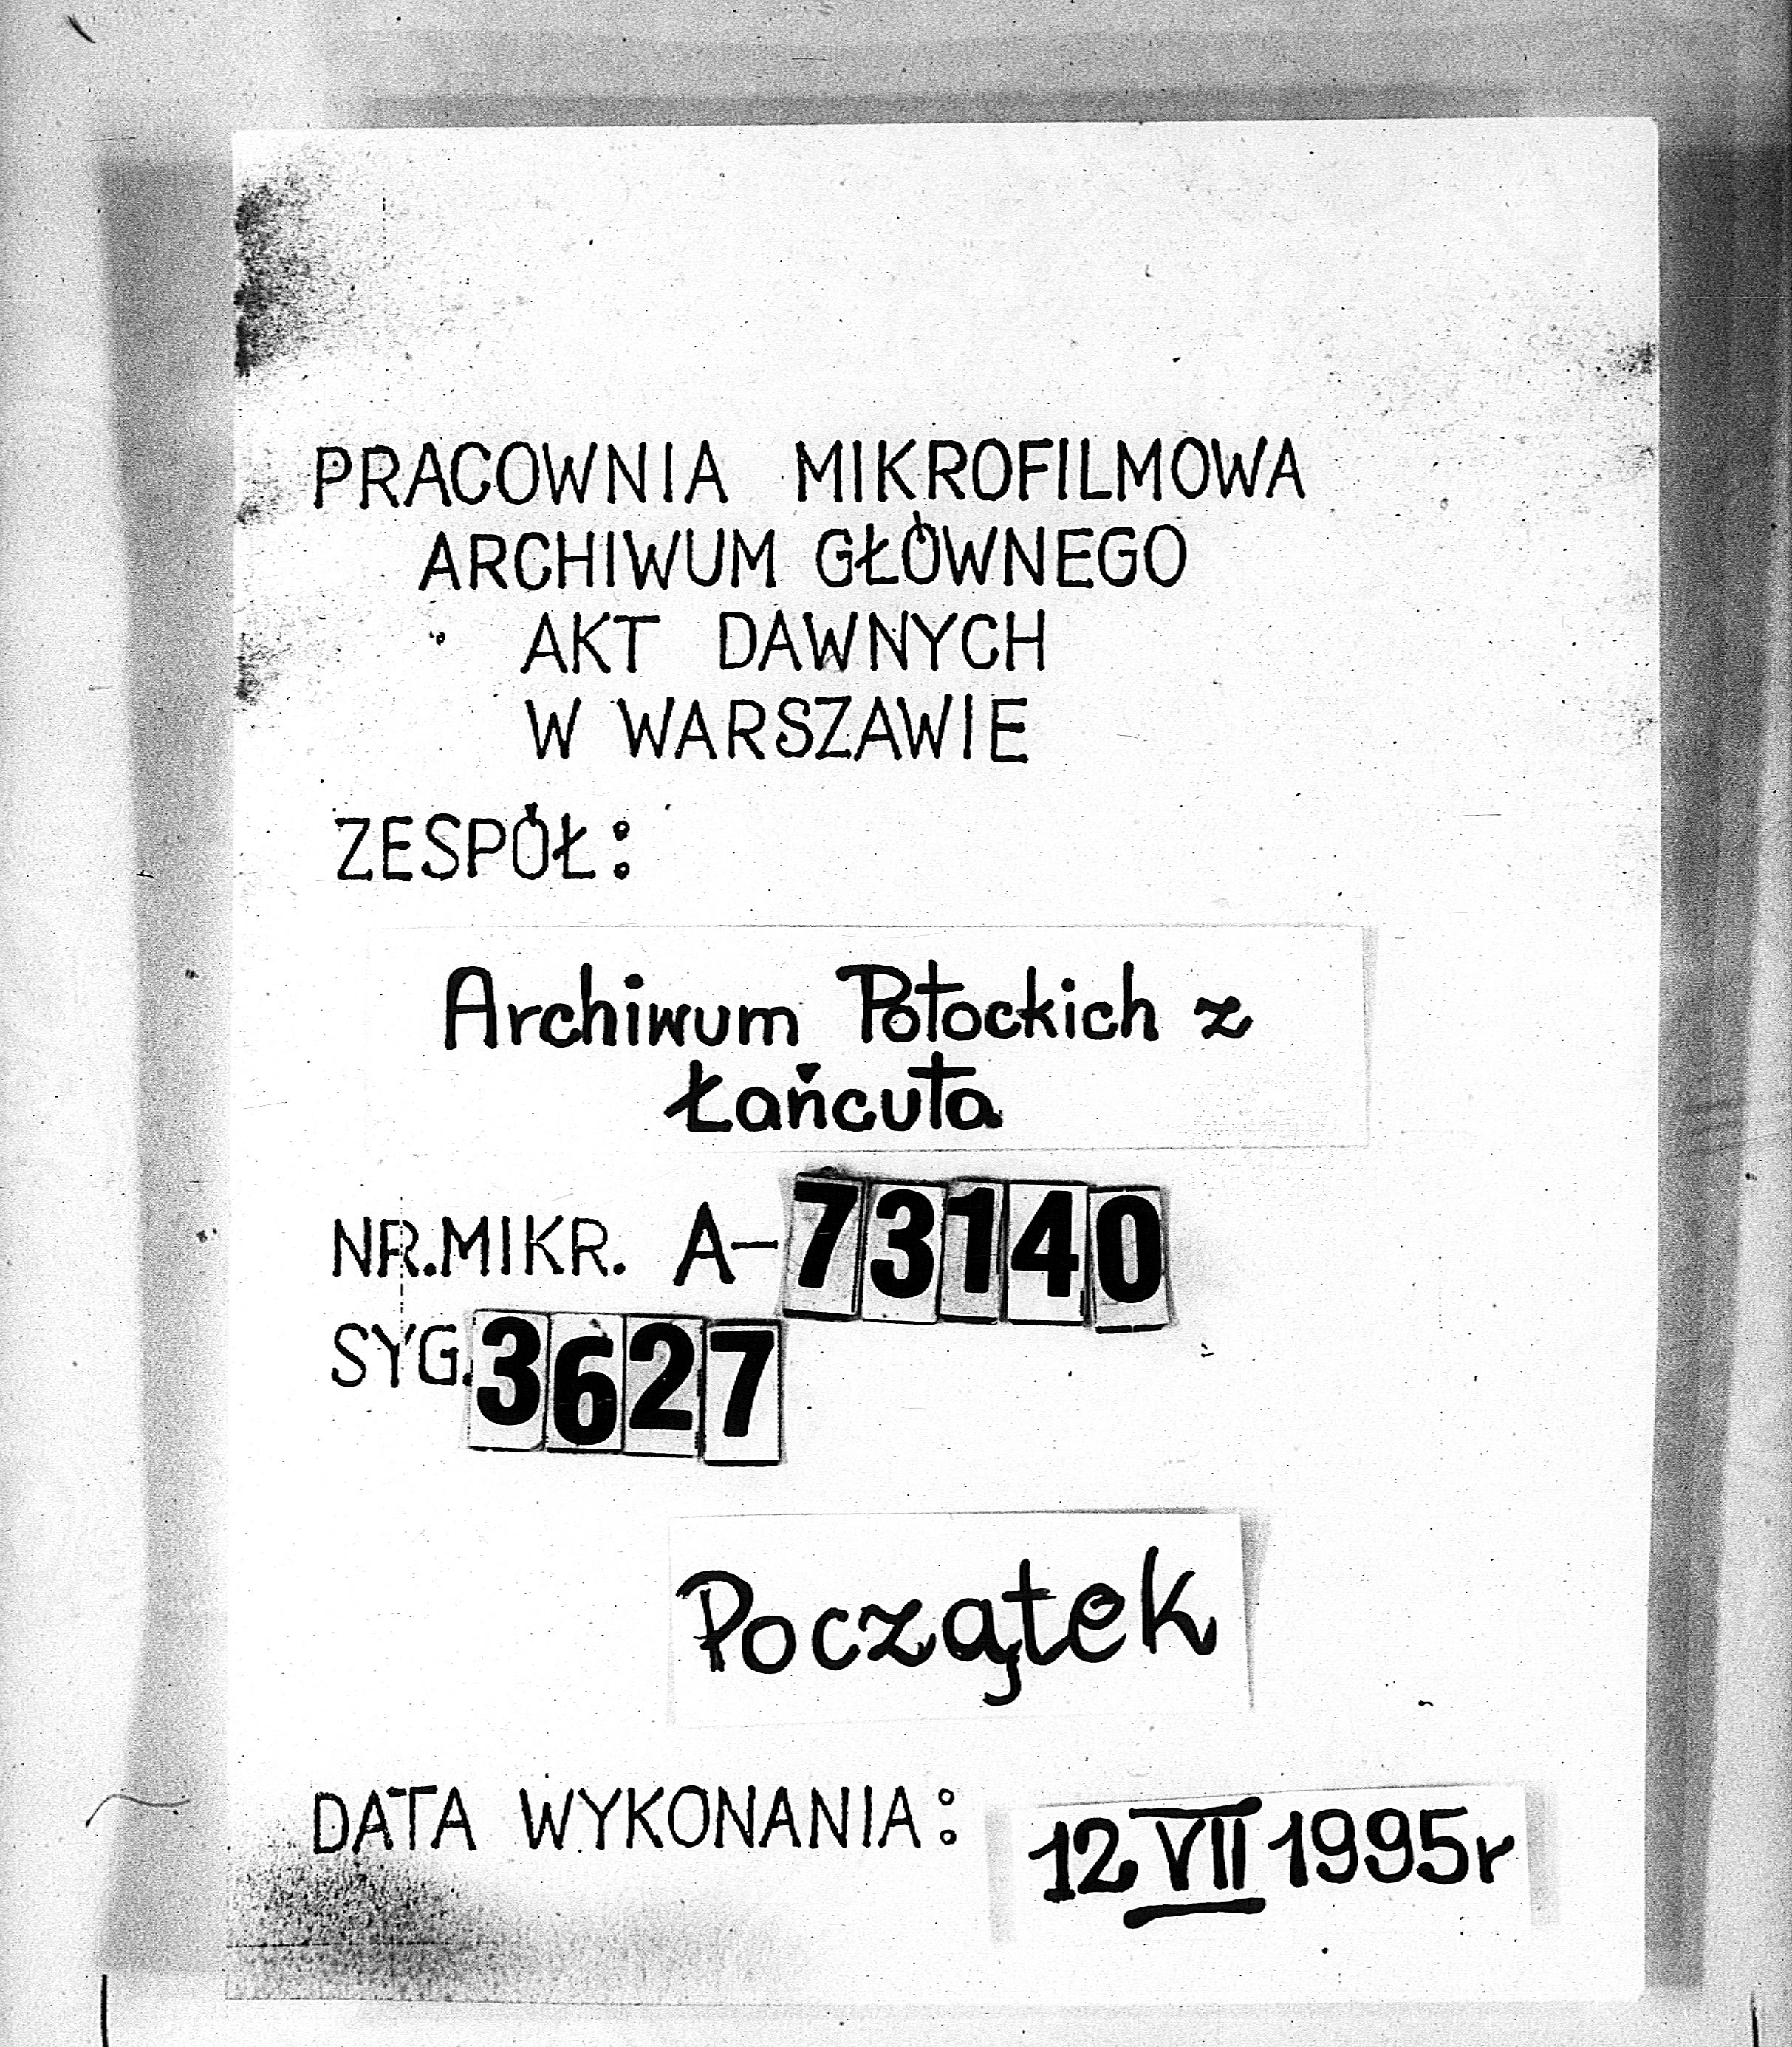 PRACOWNIA MIKROFILMOWA
ARCHIWUM GŁÓWNEGO
AKT DAWNYCH
W WARSZAWIE
ZESPÓŁ:
Archiwum Potockich z
Łańcuta
NR.MIKR. A-73140
SYG.3627
Początek
DATA WYKONANIA: 12 VII 1995r